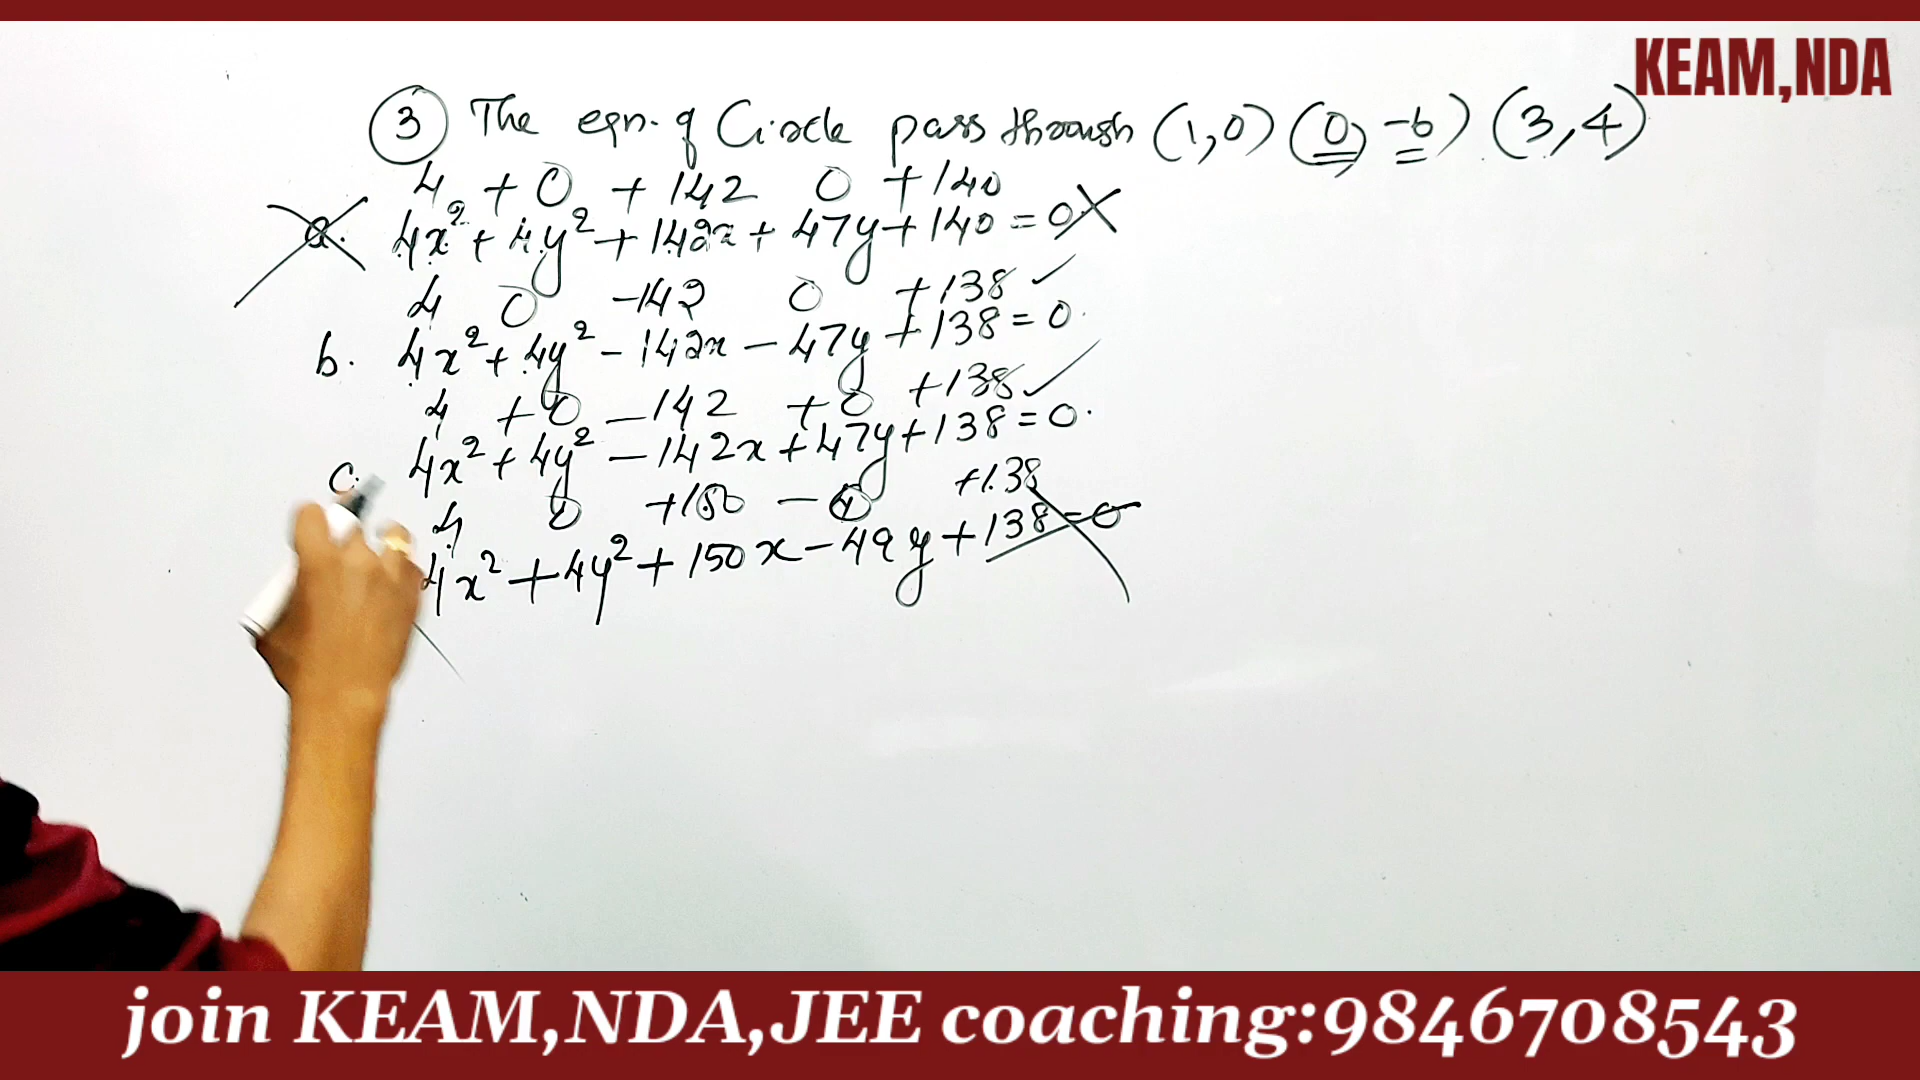 KEAM,NDA
③ The eqn. of Circle pass through (1,0) (0, -6) (3,4)
4 + 0 + 142 0 + 140
a. 4x² + 4y² + 142x + 47y + 140 = 0 X
4 0 -142 0 +138 ✓
b. 4x² + 4y² - 142x - 47y + 138 = 0.
4 + 0 - 142 + 0 +138 ✓
c. 4x² + 4y² - 142x + 47y + 138 = 0.
4 0 +150 - +138
4x² + 4y² + 150x - 49y + 138 = 0
join KEAM,NDA,JEE coaching:9846708543